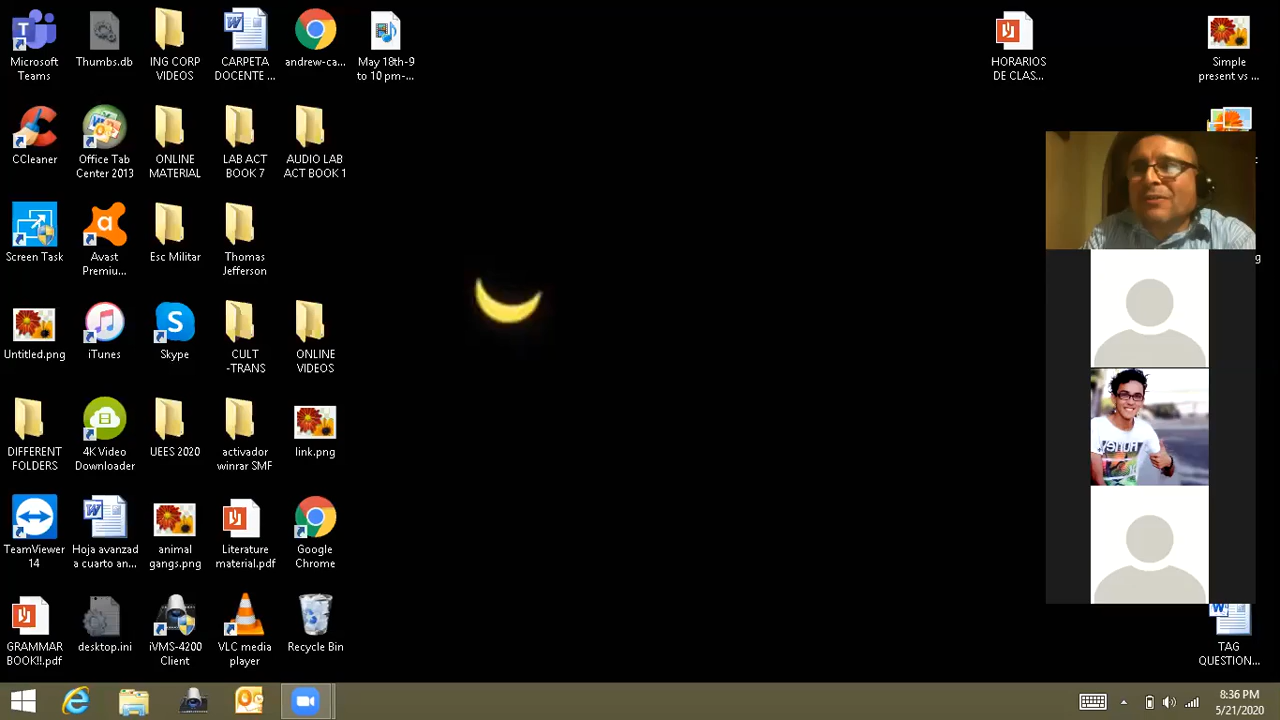 Microsoft
Teams
Thumbs.db
ING CORP
VIDEOS
CARPETA
DOCENTE ...
andrew-ca...
May 18th-9
to 10 pm-...
HORARIOS
DE CLAS...
Simple
present vs ...
CCleaner
Office Tab
Center 2013
ONLINE
MATERIAL
LAB ACT
BOOK 7
AUDIO LAB
ACT BOOK 1
Screen Task
Avast
Premiu...
Esc Militar
Thomas
Jefferson
Untitled.png
iTunes
Skype
CULT
-TRANS
ONLINE
VIDEOS
DIFFERENT
FOLDERS
4K Video
Downloader
UEES 2020
activador
winrar SMF
link.png
TeamViewer
14
Hoja avanzad
a cuarto an...
animal
gangs.png
Literature
material.pdf
Google
Chrome
GRAMMAR
BOOK!!.pdf
desktop.ini
iVMS-4200
Client
VLC media
player
Recycle Bin
TAG
QUESTION...
8:36 PM
5/21/2020